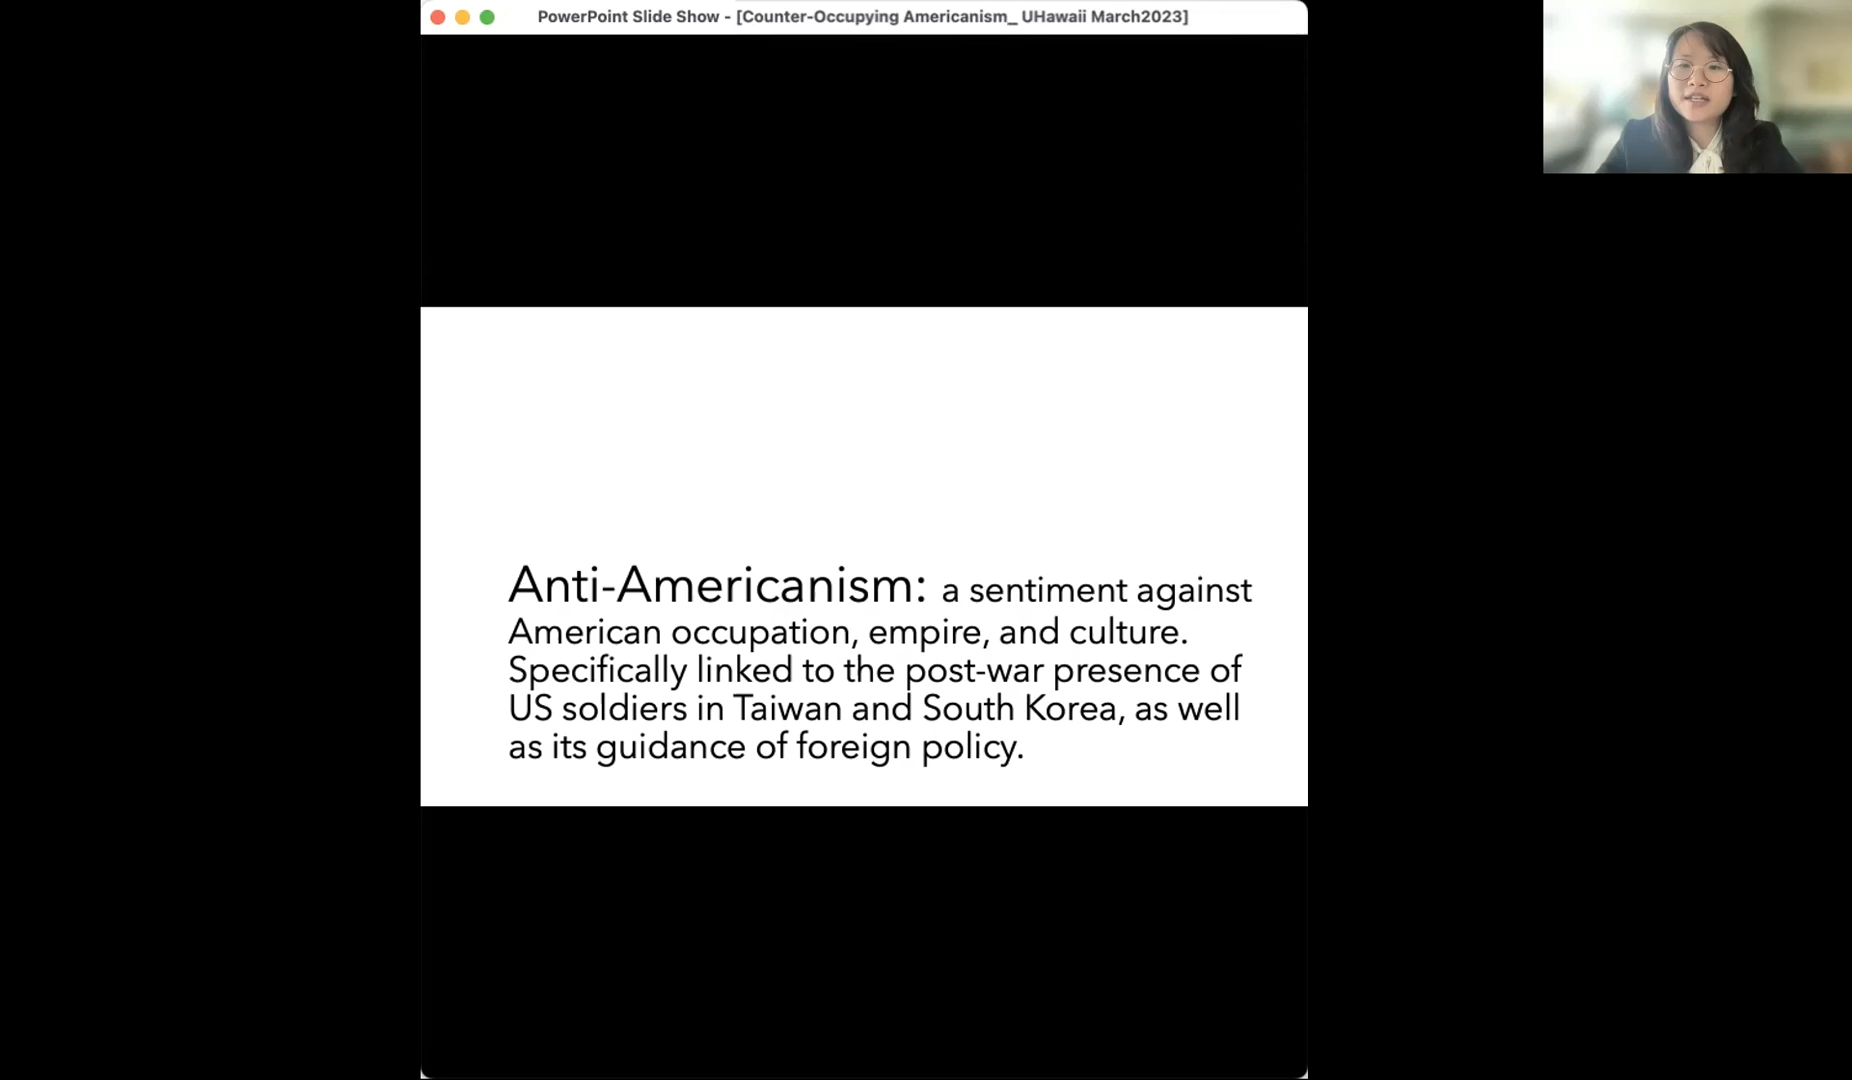 PowerPoint Slide Show - [Counter-Occupying Americanism_ UHawaii March2023]
Anti-Americanism: a sentiment against
American occupation, empire, and culture.
Specifically linked to the post-war presence of
US soldiers in Taiwan and South Korea, as well
as its guidance of foreign policy.